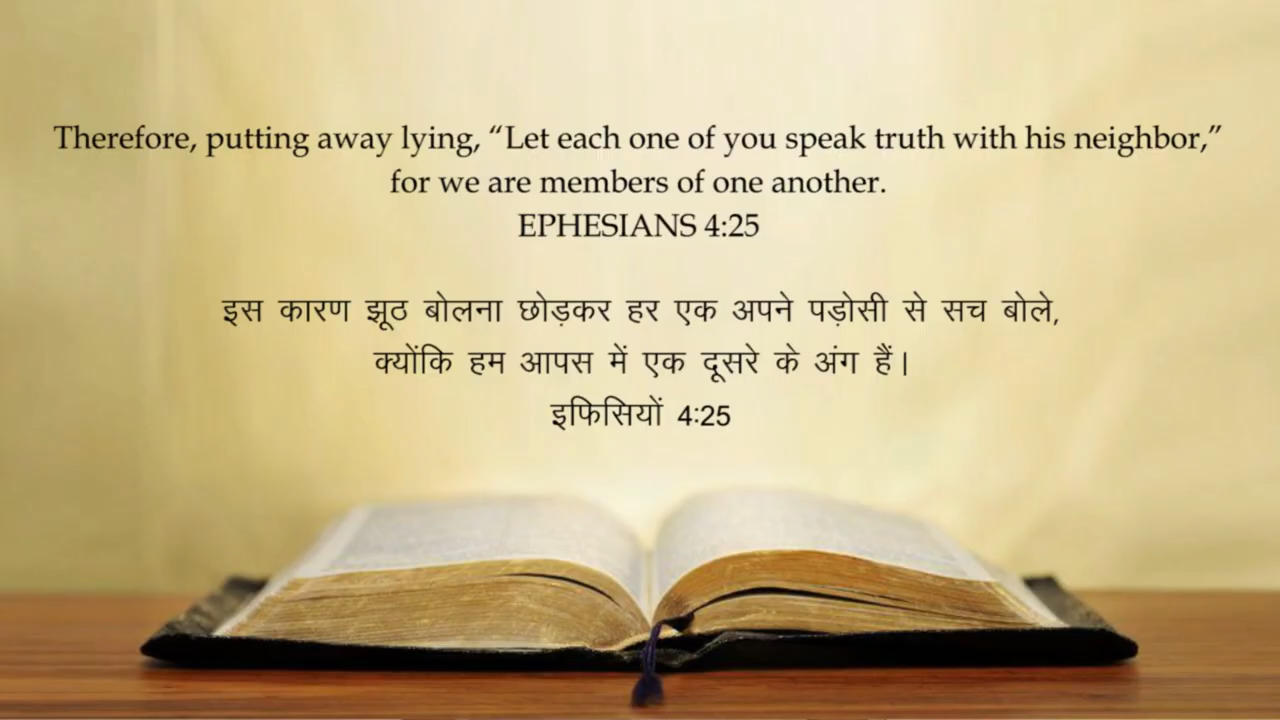 Therefore, putting away lying, “Let each one of you speak truth with his neighbor,”
for we are members of one another.
EPHESIANS 4:25
इस कारण झूठ बोलना छोड़कर हर एक अपने पड़ोसी से सच बोले,
क्योंकि हम आपस में एक दूसरे के अंग हैं।
इफिसियों 4:25